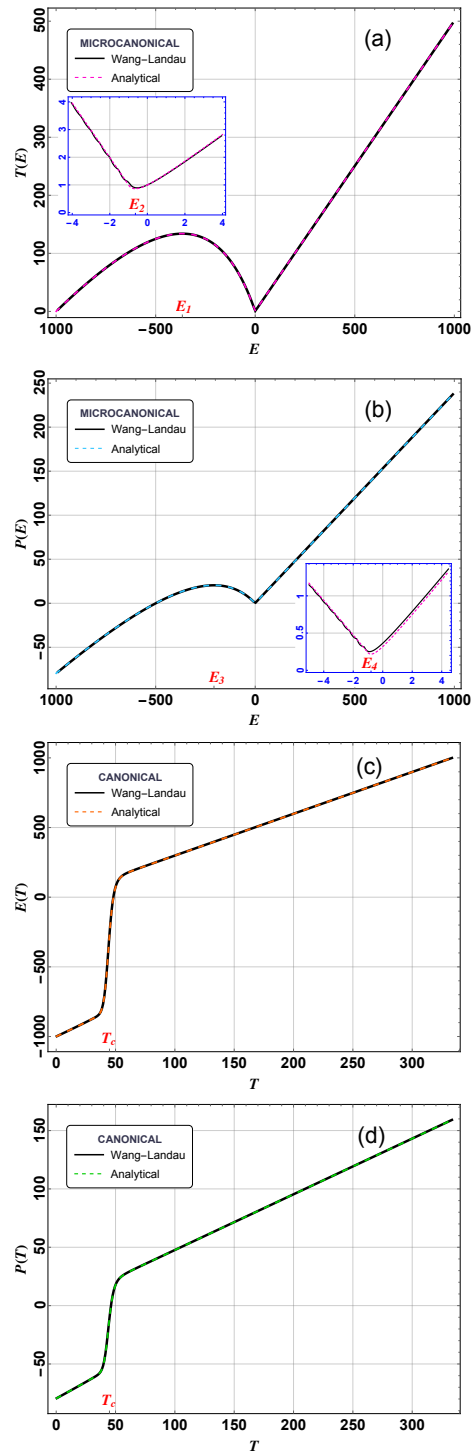 (a)
MICROCANONICAL
Wang−Landau
Analytical
T(E)
500
400
300
200
100
0
4
3
2
1
0
−4 −2 0 2 4
E2
E1
1000 −500 0 500 1000
E
(b)
MICROCANONICAL
Wang−Landau
Analytical
P(E)
250
200
150
100
50
0
−50
1
0.5
0
−4 −2 0 2 4
E4
E3
1000 −500 0 500 1000
E
(c)
CANONICAL
Wang−Landau
Analytical
E(T)
1000
500
0
−500
−1000
Tc
0 50 100 150 200 250 300
T
(d)
CANONICAL
Wang−Landau
Analytical
P(T)
150
100
50
0
−50
Tc
0 50 100 150 200 250 300
T